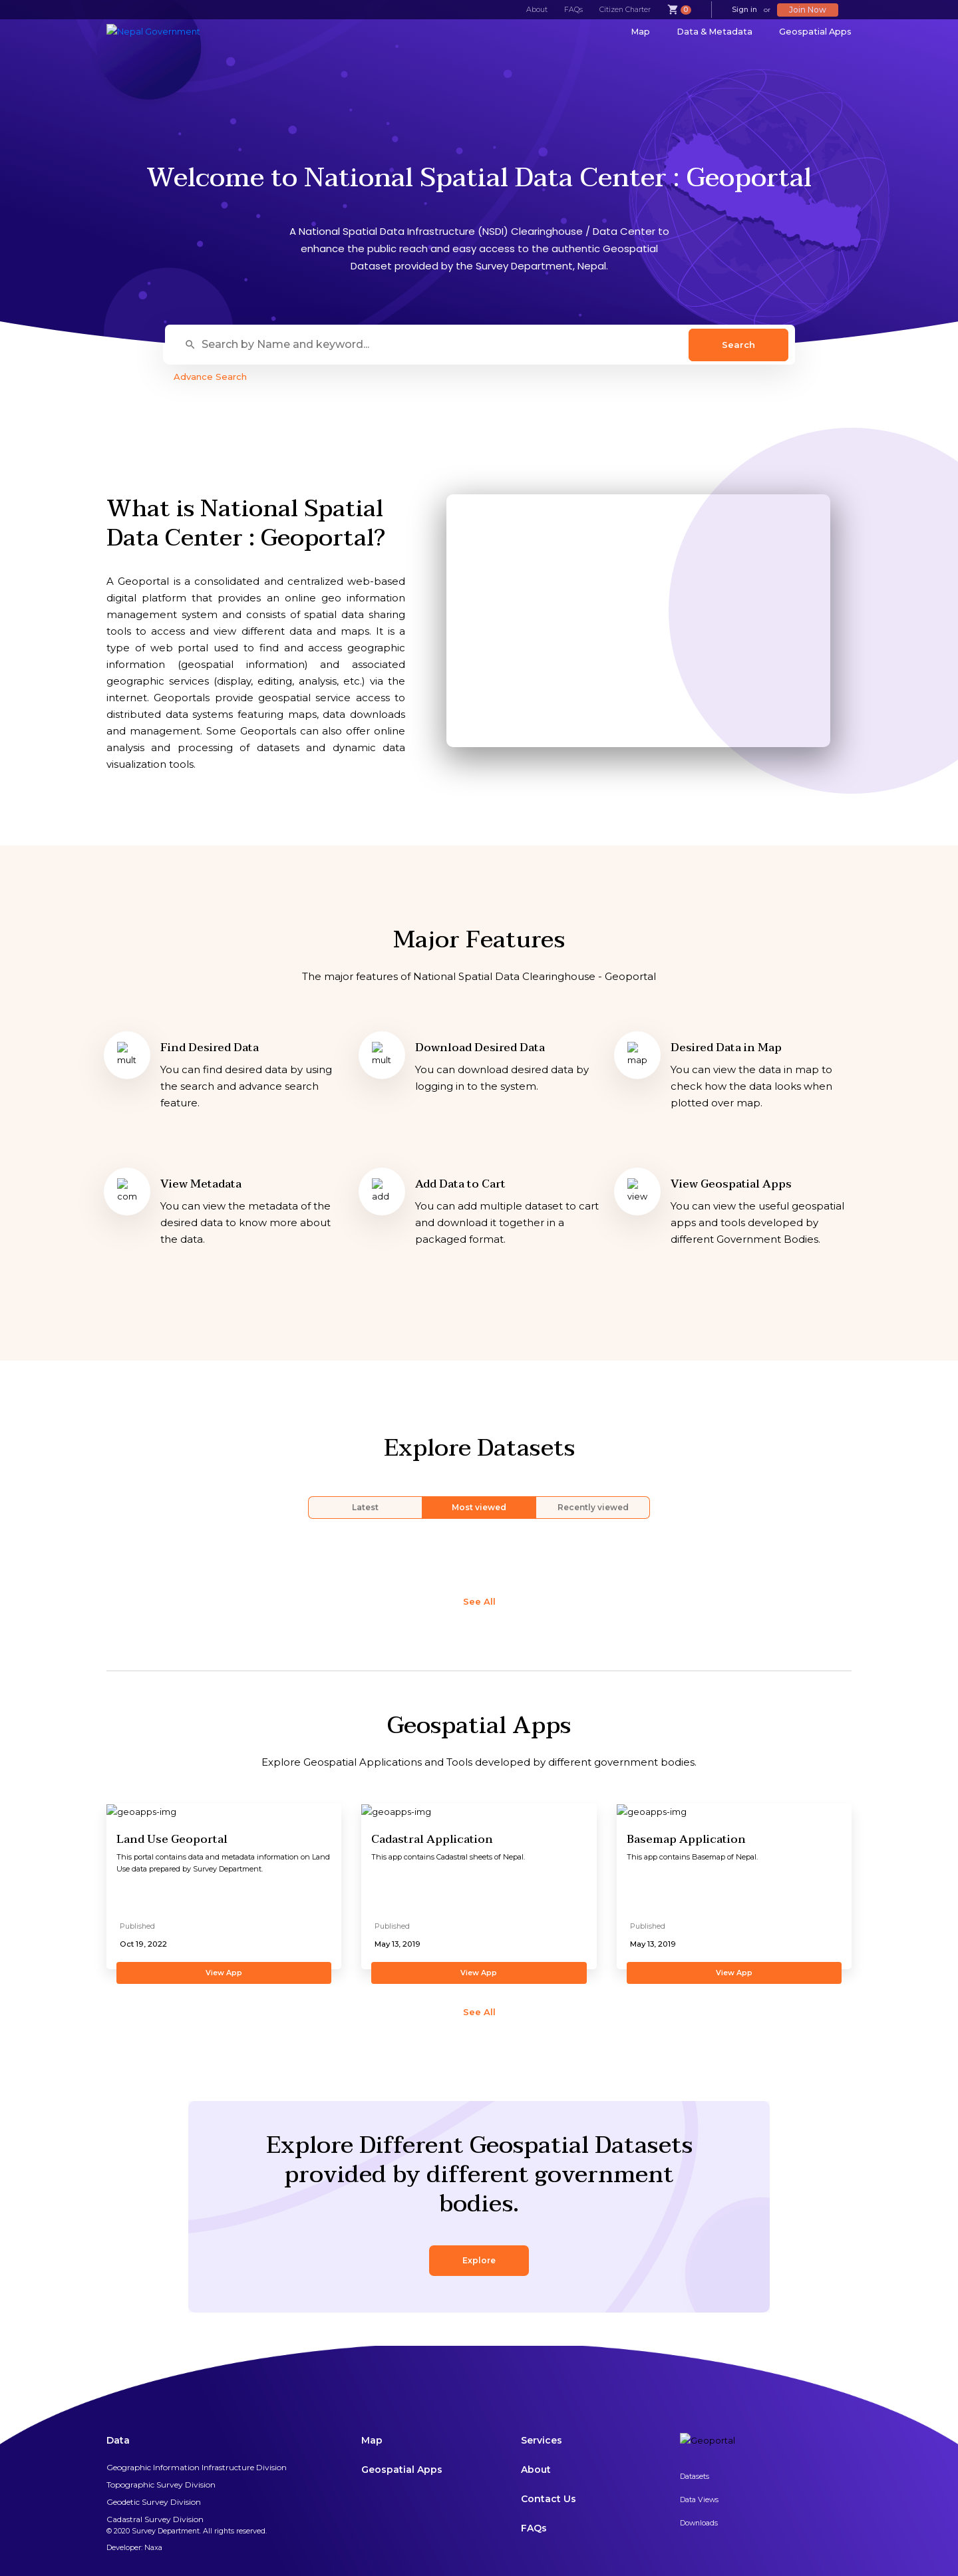 About FAQs Citizen Charter 0 Sign in or Join Now
Nepal Government Map Data & Metadata Geospatial Apps
Welcome to National Spatial Data Center : Geoportal
A National Spatial Data Infrastructure (NSDI) Clearinghouse / Data Center to
enhance the public reach and easy access to the authentic Geospatial
Dataset provided by the Survey Department, Nepal.
Search by Name and keyword... Search
Advance Search
What is National Spatial
Data Center : Geoportal?
A Geoportal is a consolidated and centralized web-based
digital platform that provides an online geo information
management system and consists of spatial data sharing
tools to access and view different data and maps. It is a
type of web portal used to find and access geographic
information (geospatial information) and associated
geographic services (display, editing, analysis, etc.) via the
internet. Geoportals provide geospatial service access to
distributed data systems featuring maps, data downloads
and management. Some Geoportals can also offer online
analysis and processing of datasets and dynamic data
visualization tools.
Major Features
The major features of National Spatial Data Clearinghouse - Geoportal
mult
Find Desired Data
You can find desired data by using
the search and advance search
feature.
mult
Download Desired Data
You can download desired data by
logging in to the system.
map
Desired Data in Map
You can view the data in map to
check how the data looks when
plotted over map.
com
View Metadata
You can view the metadata of the
desired data to know more about
the data.
add
Add Data to Cart
You can add multiple dataset to cart
and download it together in a
packaged format.
view
View Geospatial Apps
You can view the useful geospatial
apps and tools developed by
different Government Bodies.
Explore Datasets
Latest Most viewed Recently viewed
See All
Geospatial Apps
Explore Geospatial Applications and Tools developed by different government bodies.
geoapps-img
Land Use Geoportal
This portal contains data and metadata information on Land
Use data prepared by Survey Department.
Published
Oct 19, 2022
View App
geoapps-img
Cadastral Application
This app contains Cadastral sheets of Nepal.
Published
May 13, 2019
View App
geoapps-img
Basemap Application
This app contains Basemap of Nepal.
Published
May 13, 2019
View App
See All
Explore Different Geospatial Datasets
provided by different government
bodies.
Explore
Data
Geographic Information Infrastructure Division
Topographic Survey Division
Geodetic Survey Division
Cadastral Survey Division
© 2020 Survey Department. All rights reserved.
Developer: Naxa
Map
Geospatial Apps
Services
About
Contact Us
FAQs
Geoportal
Datasets
Data Views
Downloads